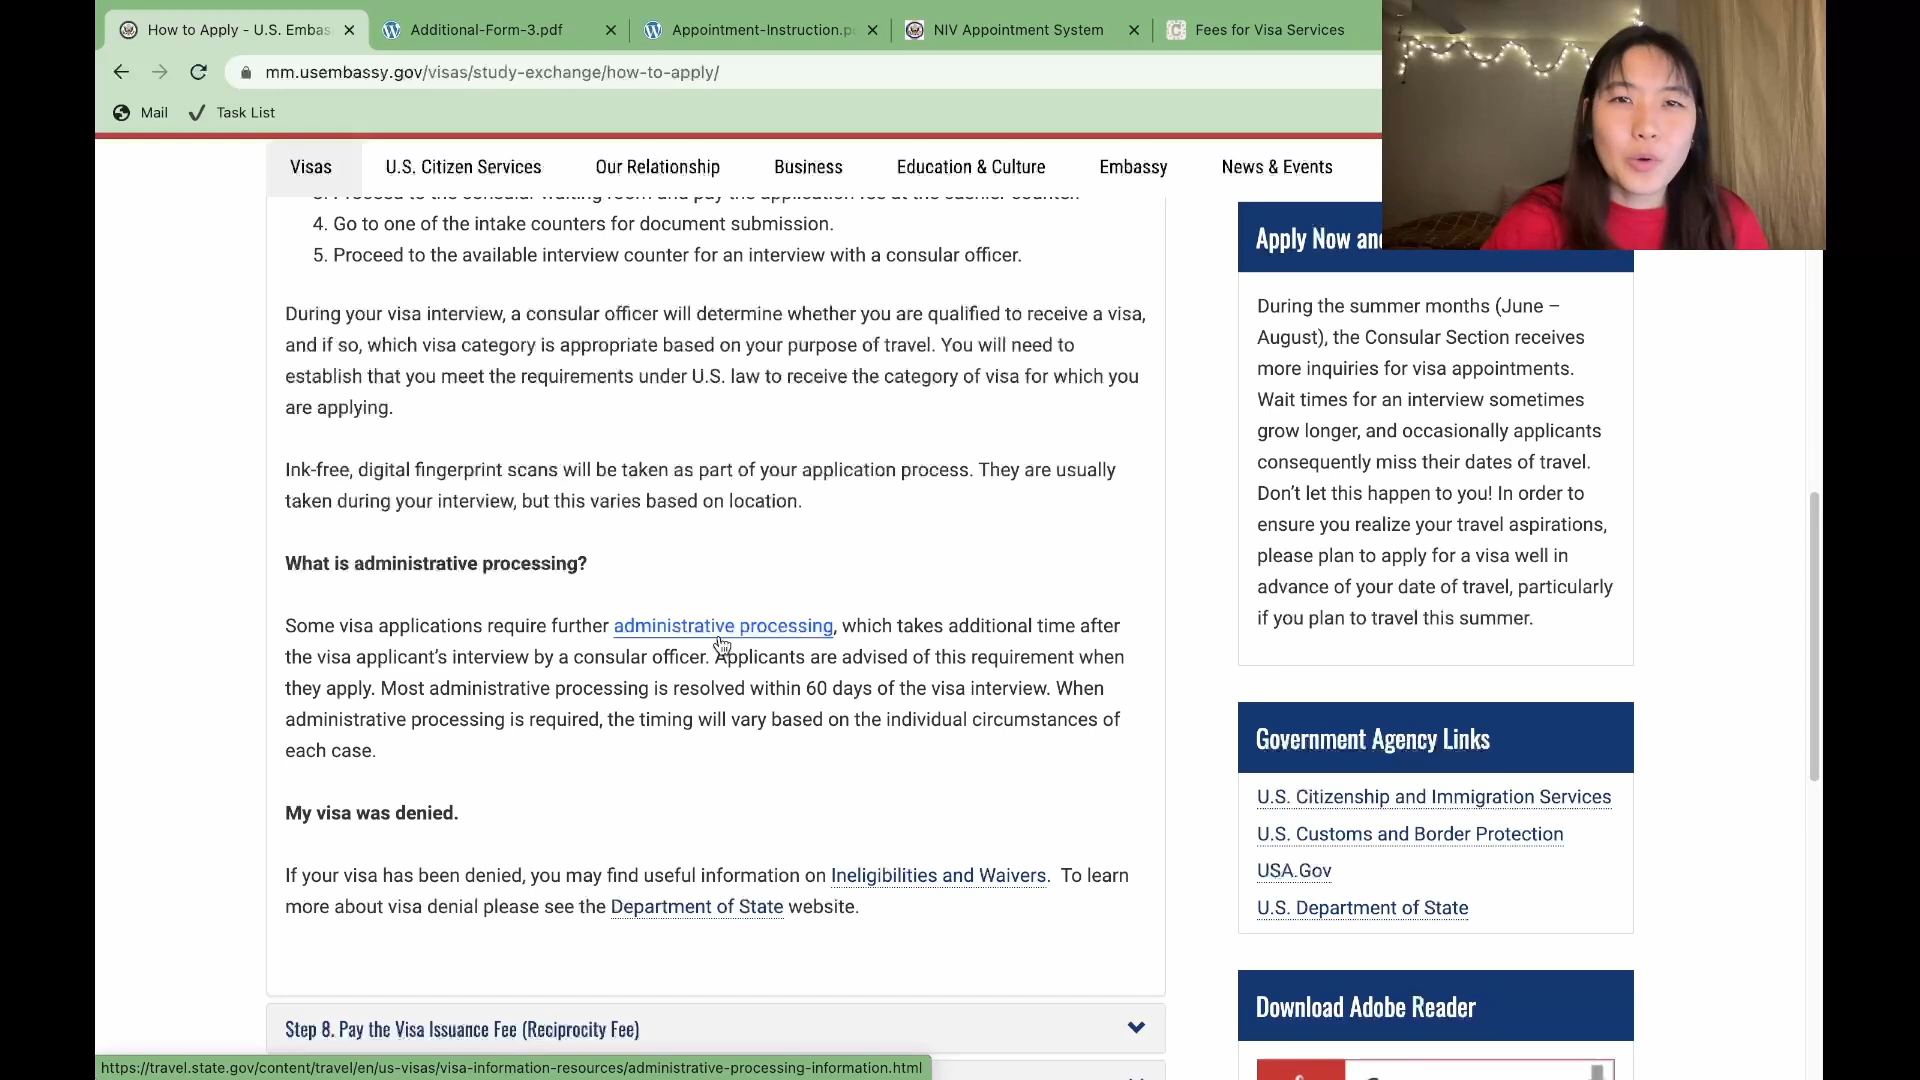 How to Apply - U.S. Embas
Additional-Form-3.pdf
Appointment-Instruction.p
NIV Appointment System
Fees for Visa Services
mm.usembassy.gov/visas/study-exchange/how-to-apply/
Mail
Task List
Visas
U.S. Citizen Services
Our Relationship
Business
Education & Culture
Embassy
News & Events
3. Proceed to the consular waiting room and pay the application fee at the cashier counter.
4. Go to one of the intake counters for document submission.
5. Proceed to the available interview counter for an interview with a consular officer.
During your visa interview, a consular officer will determine whether you are qualified to receive a visa,
and if so, which visa category is appropriate based on your purpose of travel. You will need to
establish that you meet the requirements under U.S. law to receive the category of visa for which you
are applying.
Ink-free, digital fingerprint scans will be taken as part of your application process. They are usually
taken during your interview, but this varies based on location.
What is administrative processing?
Some visa applications require further administrative processing, which takes additional time after
the visa applicant's interview by a consular officer. Applicants are advised of this requirement when
they apply. Most administrative processing is resolved within 60 days of the visa interview. When
administrative processing is required, the timing will vary based on the individual circumstances of
each case.
My visa was denied.
If your visa has been denied, you may find useful information on Ineligibilities and Waivers. To learn
more about visa denial please see the Department of State website.
Step 8. Pay the Visa Issuance Fee (Reciprocity Fee)
https://travel.state.gov/content/travel/en/us-visas/visa-information-resources/administrative-processing-information.html
Apply Now and
During the summer months (June –
August), the Consular Section receives
more inquiries for visa appointments.
Wait times for an interview sometimes
grow longer, and occasionally applicants
consequently miss their dates of travel.
Don't let this happen to you! In order to
ensure you realize your travel aspirations,
please plan to apply for a visa well in
advance of your date of travel, particularly
if you plan to travel this summer.
Government Agency Links
U.S. Citizenship and Immigration Services
U.S. Customs and Border Protection
USA.Gov
U.S. Department of State
Download Adobe Reader